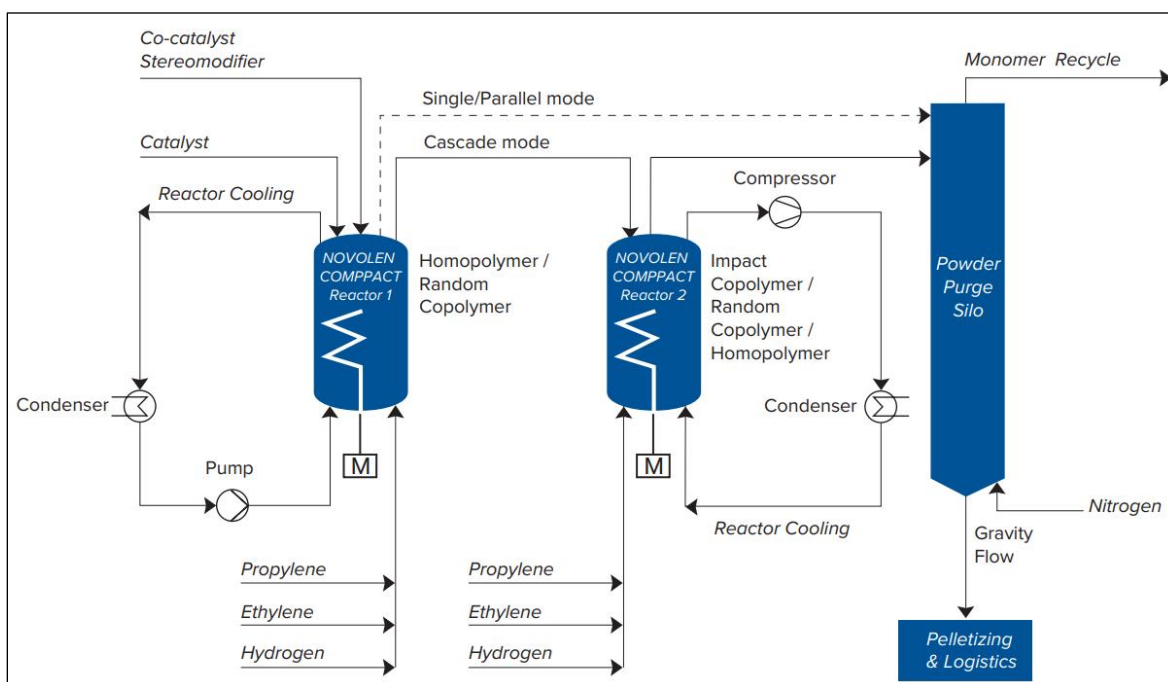 Co-catalyst
Stereomodifier
Monomer Recycle
Single/Parallel mode
Catalyst
Cascade mode
Reactor Cooling
Compressor
NOVOLEN
COMPPACT
Reactor 1
Homopolymer /
Random
Copolymer
NOVOLEN
COMPPACT
Reactor 2
Impact
Copolymer /
Random
Copolymer /
Homopolymer
Powder
Purge
Silo
Condenser
Condenser
Pump
M
M
Reactor Cooling
Nitrogen
Gravity
Flow
Propylene
Ethylene
Hydrogen
Propylene
Ethylene
Hydrogen
Pelletizing
& Logistics